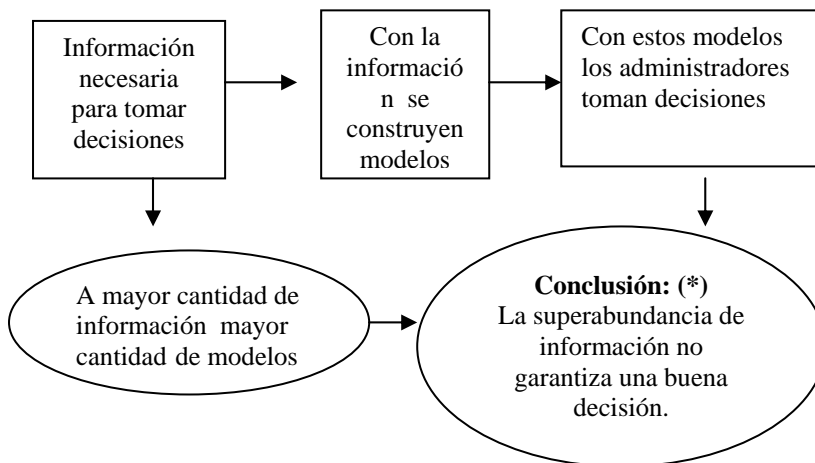 Información
necesaria
para tomar
decisiones
Con la
informació
n se
construyen
modelos
Con estos modelos
los administradores
toman decisiones
A mayor cantidad de
información mayor
cantidad de modelos
Conclusión: (*)
La superabundancia de
información no
garantiza una buena
decisión.